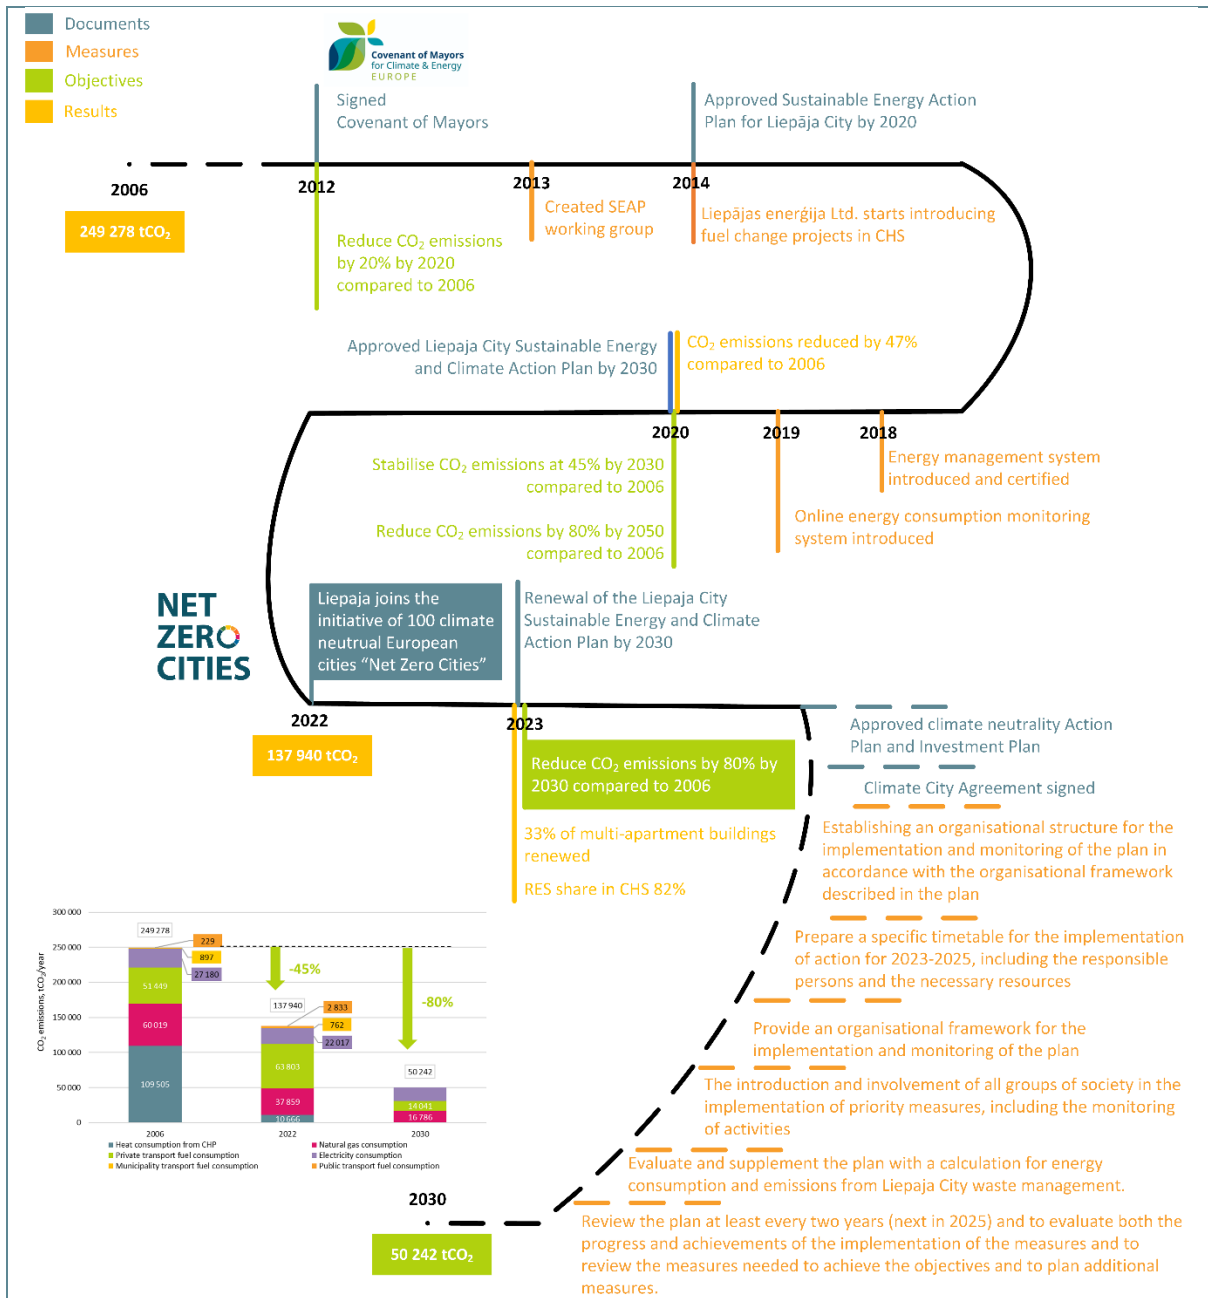 Documents
Measures
Objectives
Results
Covenant of Mayors
for Climate & Energy
EUROPE
Signed
Covenant of Mayors
Approved Sustainable Energy Action
Plan for Liepāja City by 2020
2006
2012
2013
2014
249 278 tCO₂
Reduce CO₂ emissions
by 20% by 2020
compared to 2006
Created SEAP
working group
Liepājas enerģija Ltd. starts introducing
fuel change projects in CHS
Approved Liepaja City Sustainable Energy
and Climate Action Plan by 2030
CO₂ emissions reduced by 47%
compared to 2006
2020
2019
2018
Stabilise CO₂ emissions at 45% by 2030
compared to 2006
Reduce CO₂ emissions by 80% by 2050
compared to 2006
Energy management system
introduced and certified
Online energy consumption monitoring
system introduced
NET
ZERO
CITIES
Liepaja joins the
initiative of 100 climate
neutrual European
cities “Net Zero Cities”
Renewal of the Liepaja City
Sustainable Energy and Climate
Action Plan by 2030
2022
2023
137 940 tCO₂
Reduce CO₂ emissions by 80% by
2030 compared to 2006
33% of multi-apartment buildings
renewed
RES share in CHS 82%
Approved climate neutrality Action
Plan and Investment Plan
Climate City Agreement signed
Establishing an organisational structure for the
implementation and monitoring of the plan in
accordance with the organisational framework
described in the plan
Prepare a specific timetable for the implementation
of action for 2023-2025, including the responsible
persons and the necessary resources
Provide an organisational framework for the
implementation and monitoring of the plan
The introduction and involvement of all groups of society in the
implementation of priority measures, including the monitoring
of activities
Evaluate and supplement the plan with a calculation for energy
consumption and emissions from Liepaja City waste management.
Review the plan at least every two years (next in 2025) and to evaluate both the
progress and achievements of the implementation of the measures and to
review the measures needed to achieve the objectives and to plan additional
measures.
CO₂ emissions, tCO₂/year
300 000
250 000
200 000
150 000
100 000
50 000
0
249 278
229
897
27 180
51 449
60 019
109 505
-45%
137 940
2 833
762
22 017
63 803
37 859
10 666
-80%
50 242
14 041
16 786
2006
2022
2030
Heat consumption from CHP
Natural gas consumption
Private transport fuel consumption
Electricity consumption
Municipality transport fuel consumption
Public transport fuel consumption
2030
50 242 tCO₂